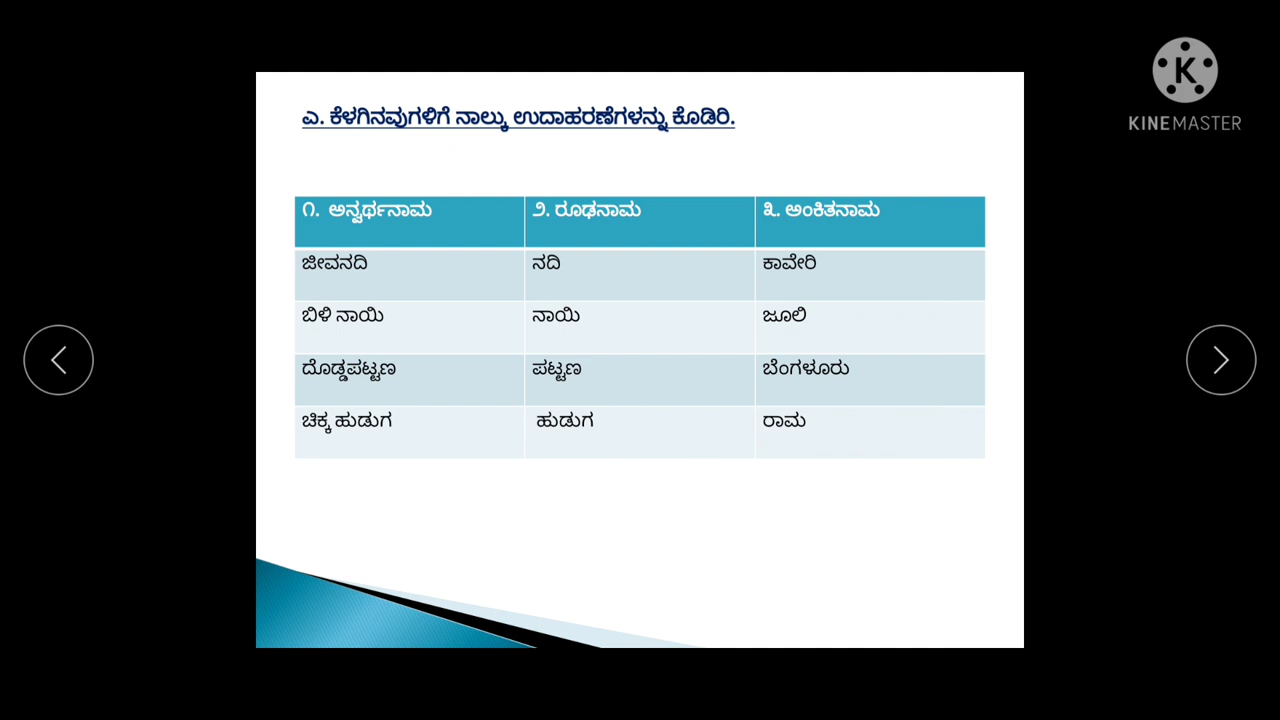 ಎ. ಕೆಳಗಿನವುಗಳಿಗೆ ನಾಲ್ಕು ಉದಾಹರಣೆಗಳನ್ನು ಕೊಡಿರಿ.
K
KINEMASTER
೧. ಅನ್ವರ್ಥನಾಮ ೨. ರೂಢನಾಮ ೩. ಅಂಕಿತನಾಮ
ಜೀವನದಿ ನದಿ ಕಾವೇರಿ
ಬಿಳಿ ನಾಯಿ ನಾಯಿ ಜೂಲಿ
ದೊಡ್ಡಪಟ್ಟಣ ಪಟ್ಟಣ ಬೆಂಗಳೂರು
ಚಿಕ್ಕ ಹುಡುಗ ಹುಡುಗ ರಾಮ